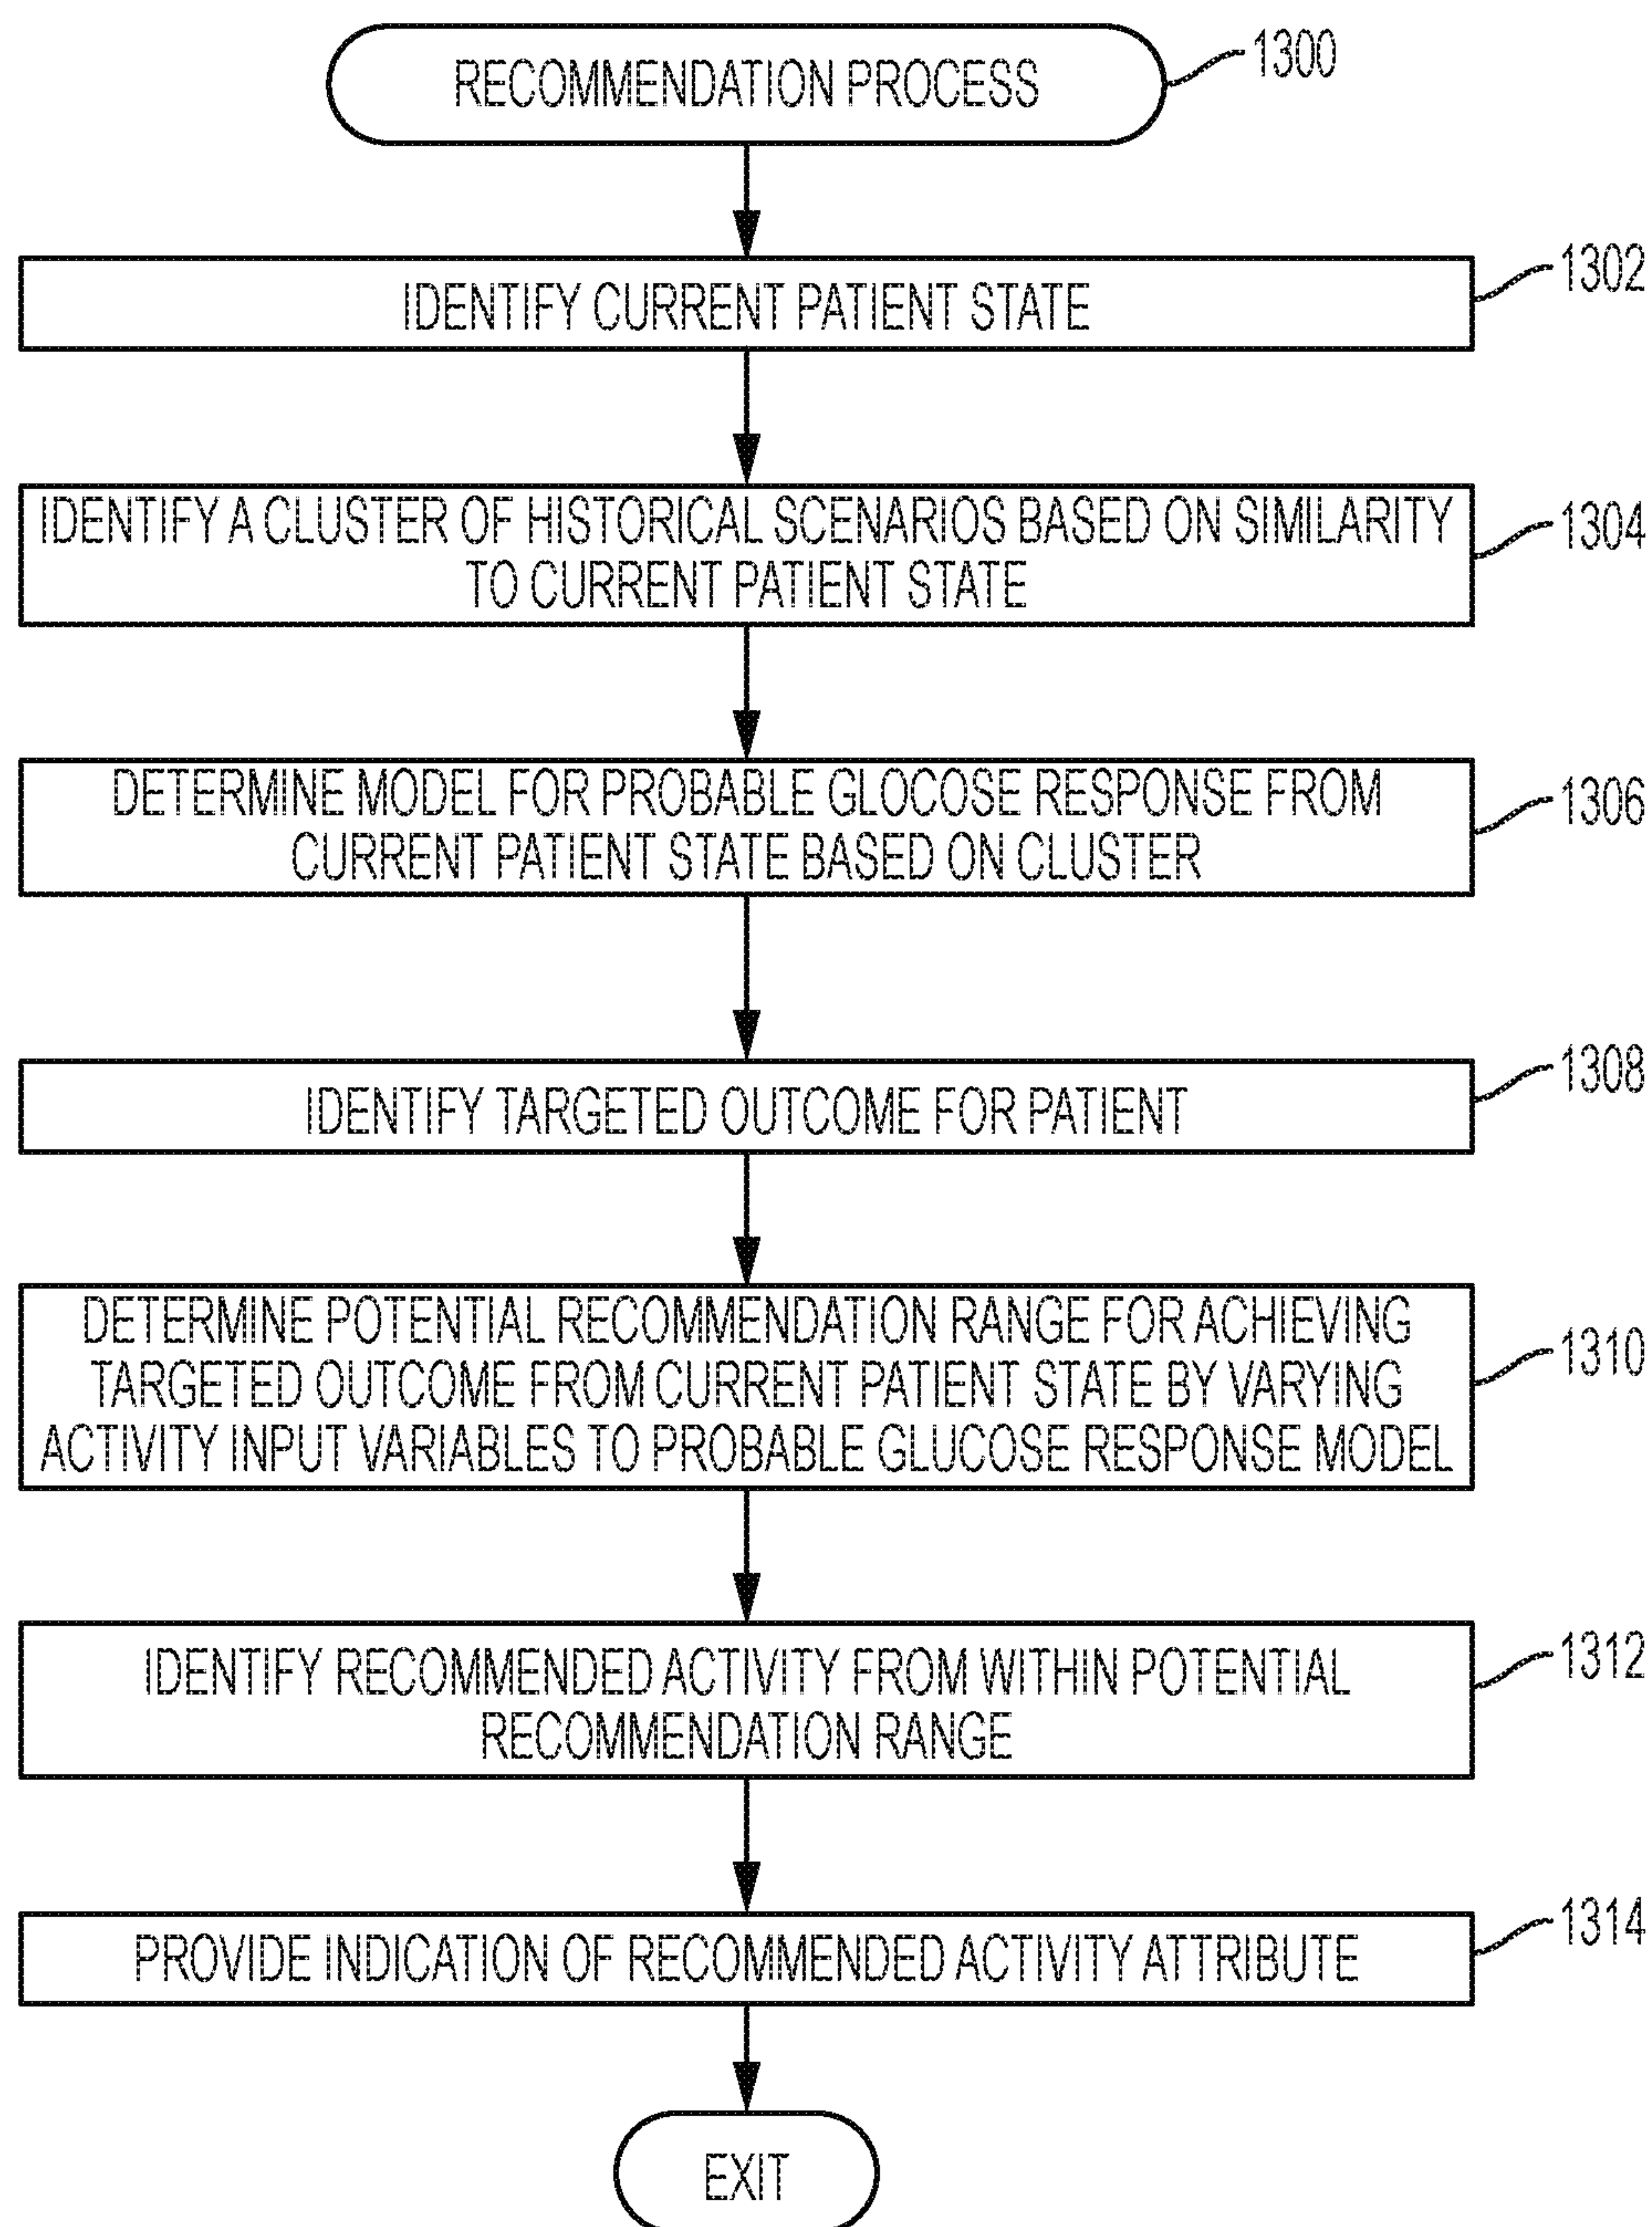 RECOMMENDATION PROCESS
1300
IDENTIFY CURRENT PATIENT STATE
1302
IDENTIFY A CLUSTER OF HISTORICAL SCENARIOS BASED ON SIMILARITY
TO CURRENT PATIENT STATE
1304
DETERMINE MODEL FOR PROBABLE GLOCOSE RESPONSE FROM
CURRENT PATIENT STATE BASED ON CLUSTER
1306
IDENTIFY TARGETED OUTCOME FOR PATIENT
1308
DETERMINE POTENTIAL RECOMMENDATION RANGE FOR ACHIEVING
TARGETED OUTCOME FROM CURRENT PATIENT STATE BY VARYING
ACTIVITY INPUT VARIABLES TO PROBABLE GLUCOSE RESPONSE MODEL
1310
IDENTIFY RECOMMENDED ACTIVITY FROM WITHIN POTENTIAL
RECOMMENDATION RANGE
1312
PROVIDE INDICATION OF RECOMMENDED ACTIVITY ATTRIBUTE
1314
EXIT